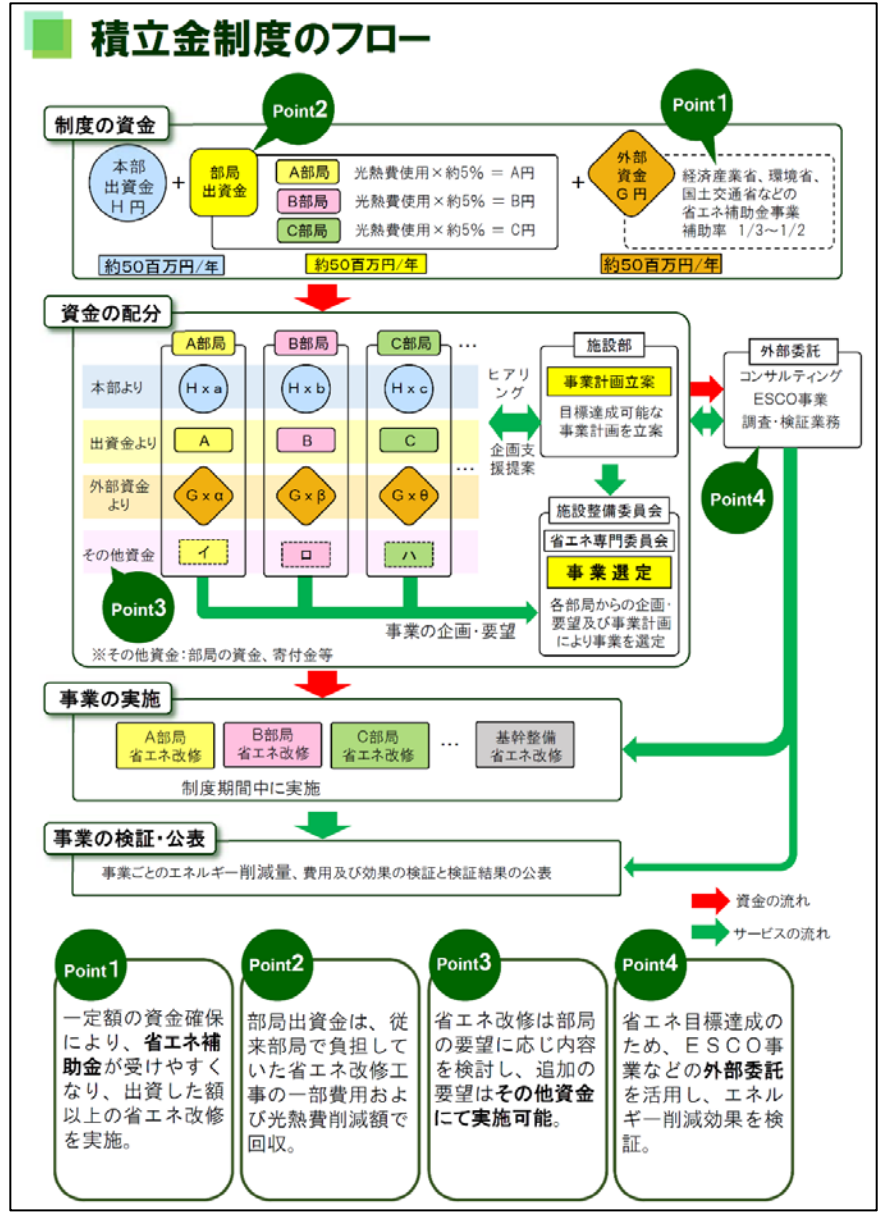 積立金制度のフロー
制度の資金
Point2
Point1
本部
出資金
H 円
+
部局
出資金
A部局 光熱費使用×約5% = A円
B部局 光熱費使用×約5% = B円
C部局 光熱費使用×約5% = C円
+
外部
資金
G 円
経済産業省、環境省、
国土交通省などの
省エネ補助金事業
補助率 1/3~1/2
約50百万円/年
約50百万円/年
約50百万円/年
資金の配分
A部局
B部局
C部局
…
本部より
H x a
H x b
H x c
出資金より
A
B
C
外部資金
より
G x α
G x β
G x θ
…
その他資金
イ
ロ
ハ
Point3
事業の企画・要望
※その他資金:部局の資金、寄付金等
ヒアリ
ング
企画支
援提案
施設部
事業計画立案
目標達成可能な
事業計画を立案
施設整備委員会
省エネ専門委員会
事業選定
各部局からの企画・
要望及び事業計画
により事業を選定
外部委託
コンサルティング
ESCO事業
調査・検証業務
Point4
事業の実施
A部局
省エネ改修
B部局
省エネ改修
C部局
省エネ改修
…
基幹整備
省エネ改修
制度期間中に実施
事業の検証・公表
事業ごとのエネルギー削減量、費用及び効果の検証と検証結果の公表
資金の流れ
サービスの流れ
Point1
一定額の資金確保
により、省エネ補
助金が受けやすく
なり、出資した額
以上の省エネ改修
を実施。
Point2
部局出資金は、従
来部局で負担して
いた省エネ改修工
事の一部費用およ
び光熱費削減額で
回収。
Point3
省エネ改修は部局
の要望に応じ内容
を検討し、追加の
要望はその他資金
にて実施可能。
Point4
省エネ目標達成の
ため、ESCO事
業などの外部委託
を活用し、エネル
ギー削減効果を検
証。